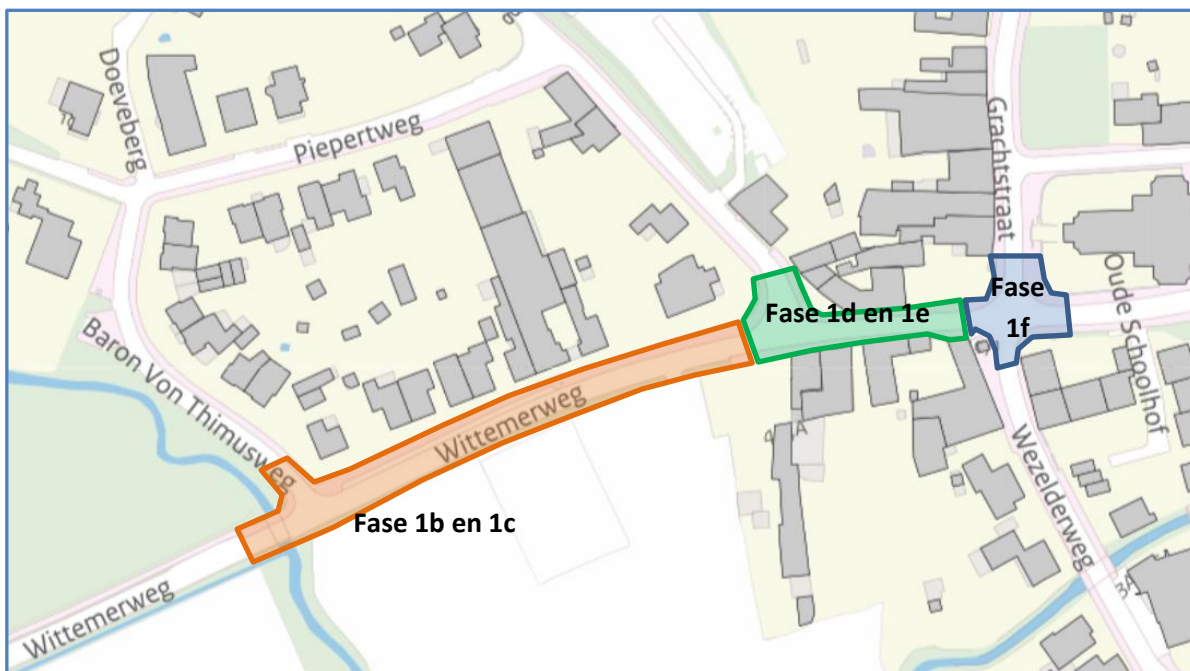 Doeveberg
Piepertweg
Grachtstraat
Oude Schoolhof
Fase
1f
Fase 1d en 1e
Baron Von Thimusweg
Wittemerweg
Fase 1b en 1c
Wezelderweg
Wittemerweg